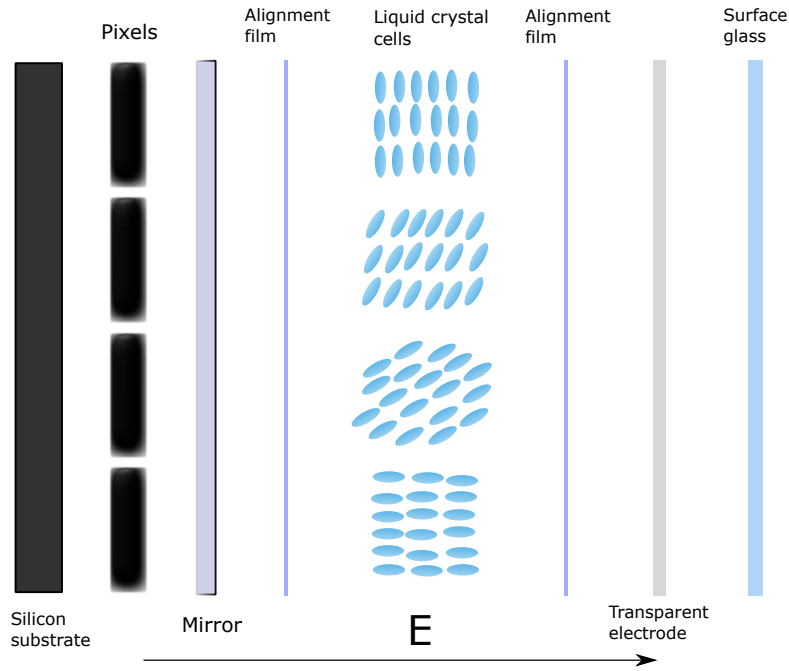 Pixels
Alignment
film
Liquid crystal
cells
Alignment
film
Surface
glass
Silicon
substrate
Mirror
E
Transparent
electrode